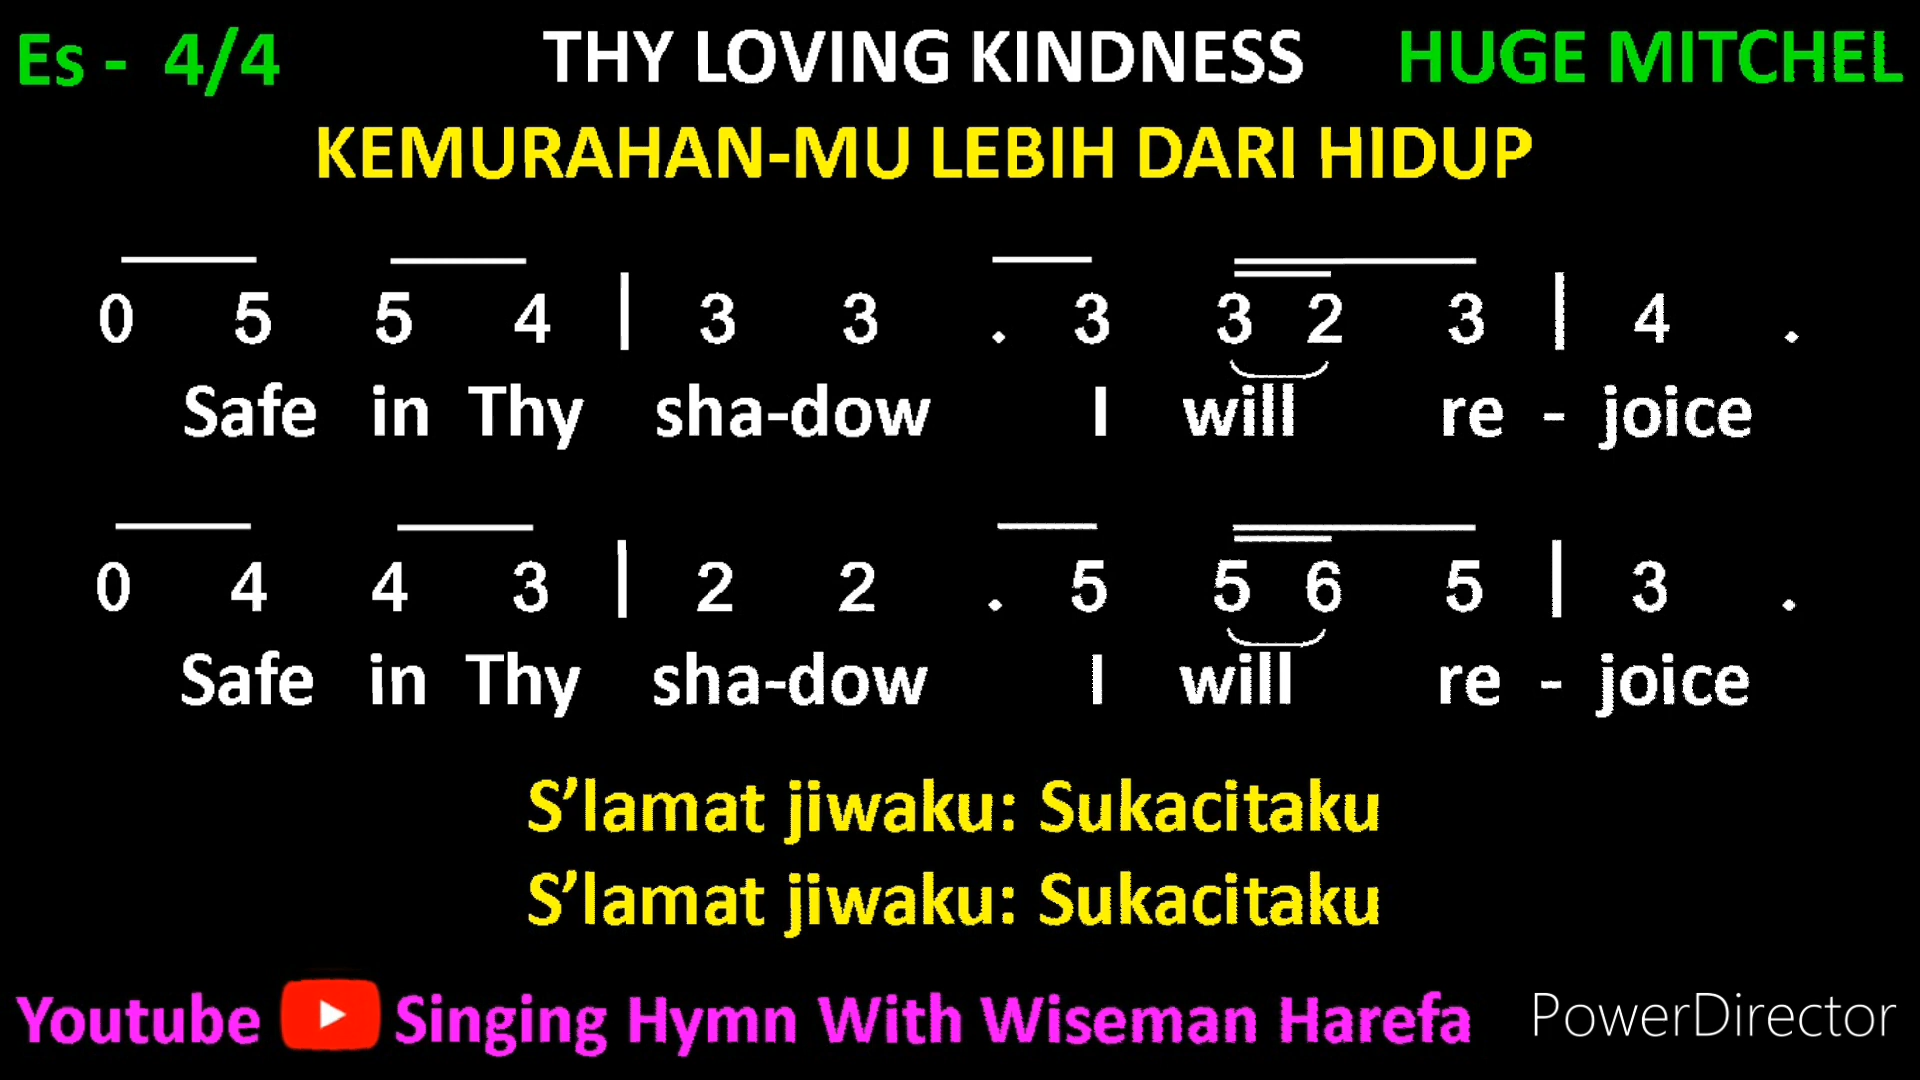 Es - 4/4 THY LOVING KINDNESS HUGE MITCHEL
KEMURAHAN-MU LEBIH DARI HIDUP
0 5 5 4 | 3 3 . 3 3 2 3 | 4 .
Safe in Thy sha-dow I will re - joice
0 4 4 3 | 2 2 . 5 5 6 5 | 3 .
Safe in Thy sha-dow I will re - joice
S’lamat jiwaku: Sukacitaku
S’lamat jiwaku: Sukacitaku
Youtube Singing Hymn With Wiseman Harefa PowerDirector